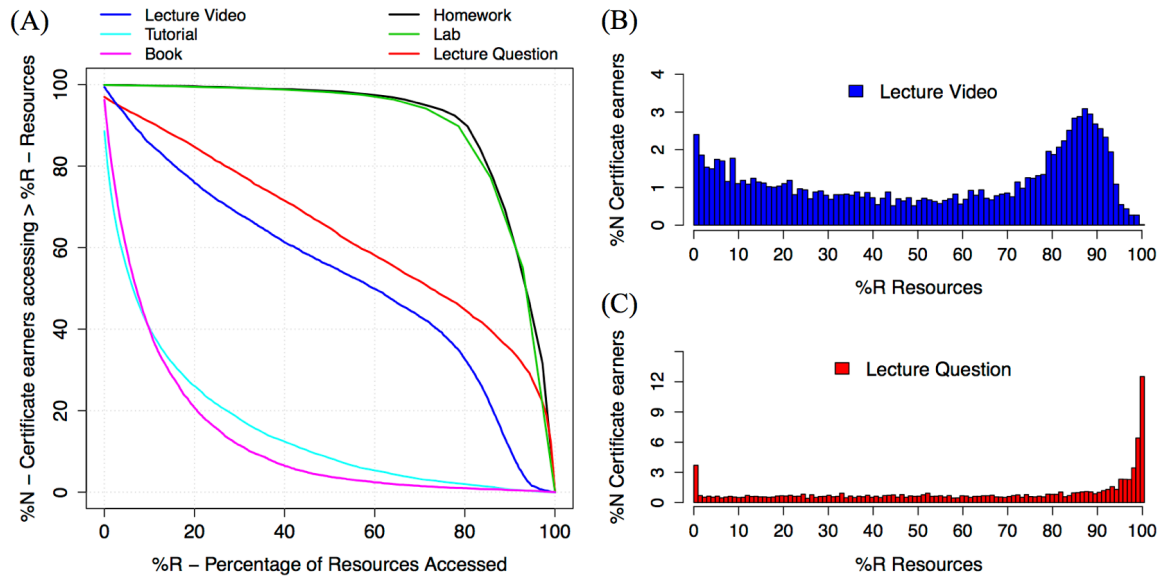 (A)
Lecture Video
Tutorial
Book
Homework
Lab
Lecture Question
%N − Certificate earners accessing > %R − Resources
100
80
60
40
20
0
0 20 40 60 80 100
%R − Percentage of Resources Accessed
(B)
Lecture Video
%N Certificate earners
4
3
2
1
0
0 10 20 30 40 50 60 70 80 90 100
%R Resources
(C)
Lecture Question
%N Certificate earners
12
9
6
3
0
0 10 20 30 40 50 60 70 80 90 100
%R Resources